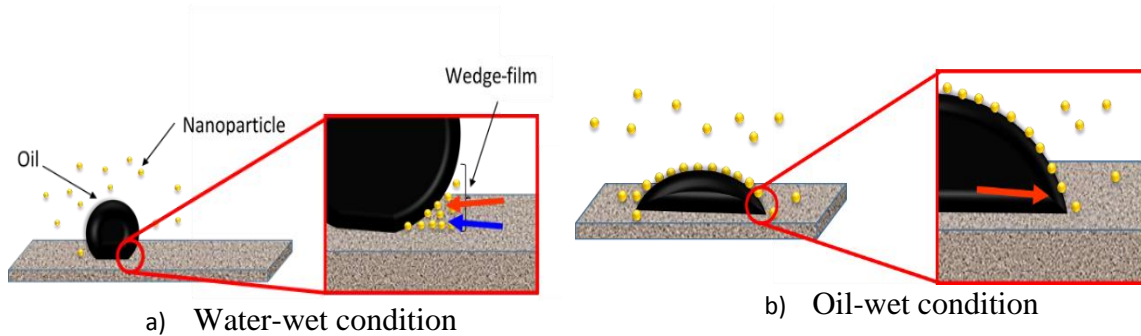 Wedge-film
Nanoparticle
Oil
a) Water-wet condition
b) Oil-wet condition